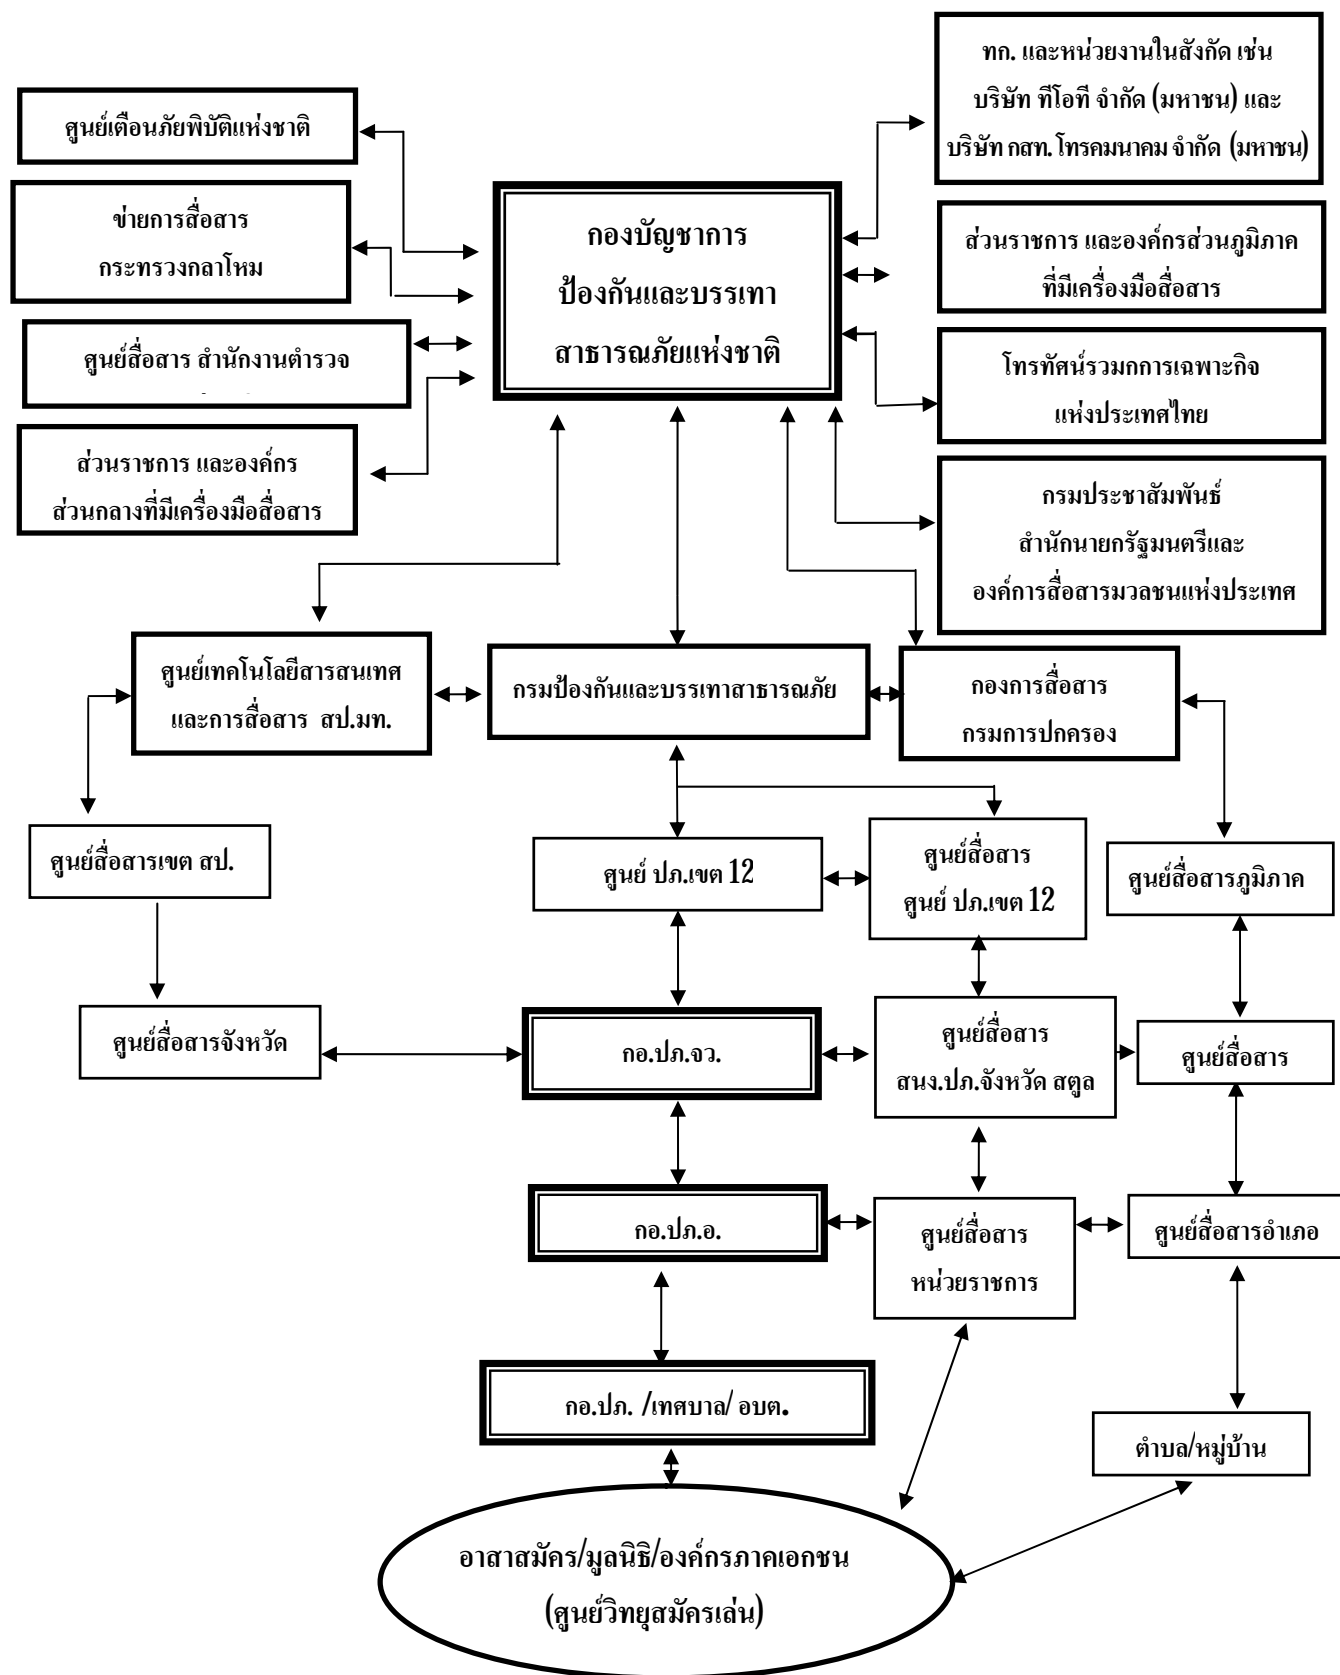 ทก. และหน่วยงานในสังกัด เช่น
บริษัท ทีโอที จำกัด (มหาชน) และ
บริษัท กสท. โทรคมนาคม จำกัด (มหาชน)
ศูนย์เตือนภัยพิบัติแห่งชาติ
ข่ายการสื่อสาร
กระทรวงกลาโหม
กองบัญชาการ
ป้องกันและบรรเทา
สาธารณภัยแห่งชาติ
ส่วนราชการ และองค์กรส่วนภูมิภาค
ที่มีเครื่องมือสื่อสาร
ศูนย์สื่อสาร สำนักงานตำรวจ
โทรทัศน์รวมกการเฉพาะกิจ
แห่งประเทศไทย
ส่วนราชการ และองค์กร
ส่วนกลางที่มีเครื่องมือสื่อสาร
กรมประชาสัมพันธ์
สำนักนายกรัฐมนตรีและ
องค์การสื่อสารมวลชนแห่งประเทศ
ศูนย์เทคโนโลยีสารสนเทศ
และการสื่อสาร สป.มท.
กรมป้องกันและบรรเทาสาธารณภัย
กองการสื่อสาร
กรมการปกครอง
ศูนย์สื่อสารเขต สป.
ศูนย์ ปภ.เขต 12
ศูนย์สื่อสาร
ศูนย์ ปภ.เขต 12
ศูนย์สื่อสารภูมิภาค
ศูนย์สื่อสารจังหวัด
กอ.ปภ.จว.
ศูนย์สื่อสาร
สนง.ปภ.จังหวัด สตูล
ศูนย์สื่อสาร
กอ.ปภ.อ.
ศูนย์สื่อสาร
หน่วยราชการ
ศูนย์สื่อสารอำเภอ
กอ.ปภ. /เทศบาล/ อบต.
ตำบล/หมู่บ้าน
อาสาสมัคร/มูลนิธิ/องค์กรภาคเอกชน
(ศูนย์วิทยุสมัครเล่น)